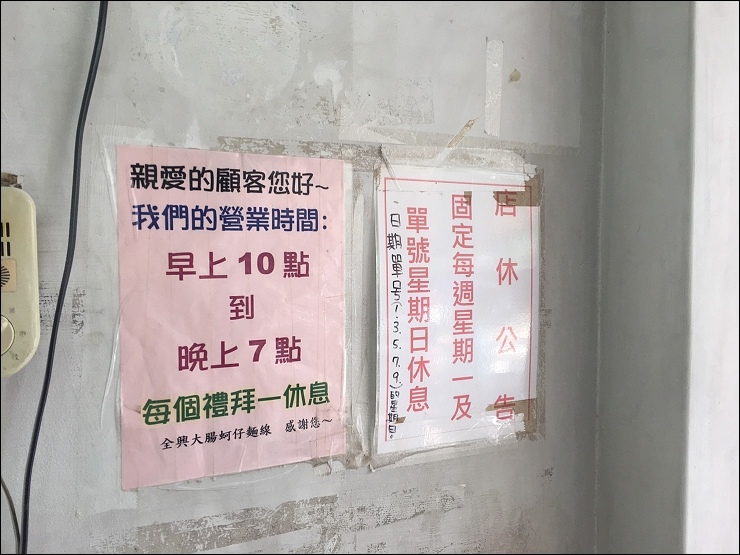 親愛的顧客您好~
我們的營業時間:
早上10點
到
晚上7點
每個禮拜一休息
全興大腸蚵仔麵線 感謝您~
店休公告
固定每週星期一及
單號星期日休息
日期單号(1.3.5.7.9.)的星期日。